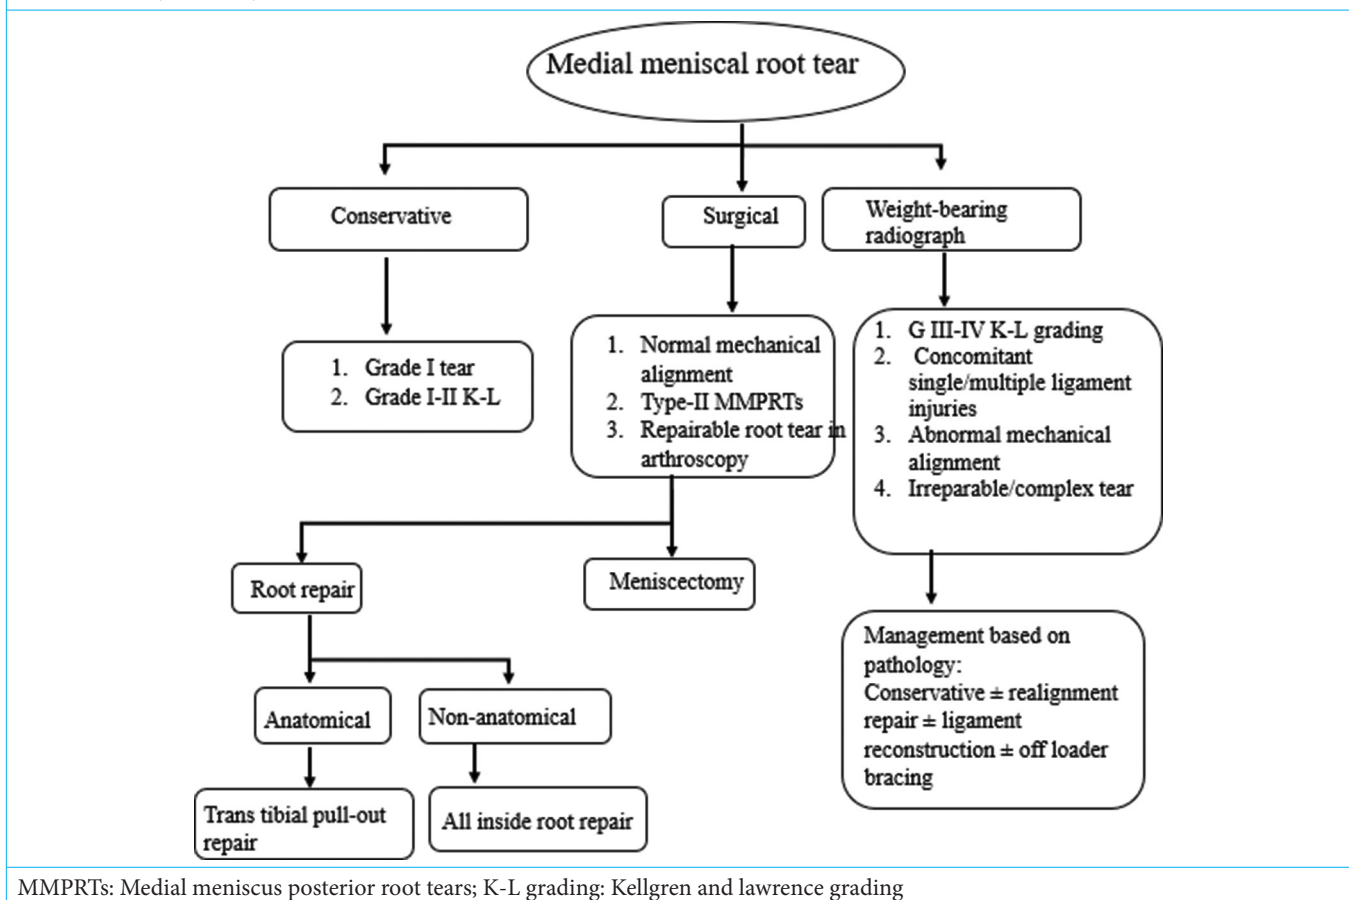 Medial meniscal root tear
Conservative
Surgical
Weight-bearing
radiograph
1. Grade I tear
2. Grade I-II K-L
1. Normal mechanical
alignment
2. Type-II MMPRTs
3. Repairable root tear in
arthroscopy
1. G III-IV K-L grading
2. Concomitant
single/multiple ligament
injuries
3. Abnormal mechanical
alignment
4. Irreparable/complex tear
Root repair
Meniscectomy
Management based on
pathology:
Conservative ± realignment
repair ± ligament
reconstruction ± off loader
bracing
Anatomical
Non-anatomical
Trans tibial pull-out
repair
All inside root repair
MMPRTs: Medial meniscus posterior root tears; K-L grading: Kellgren and lawrence grading